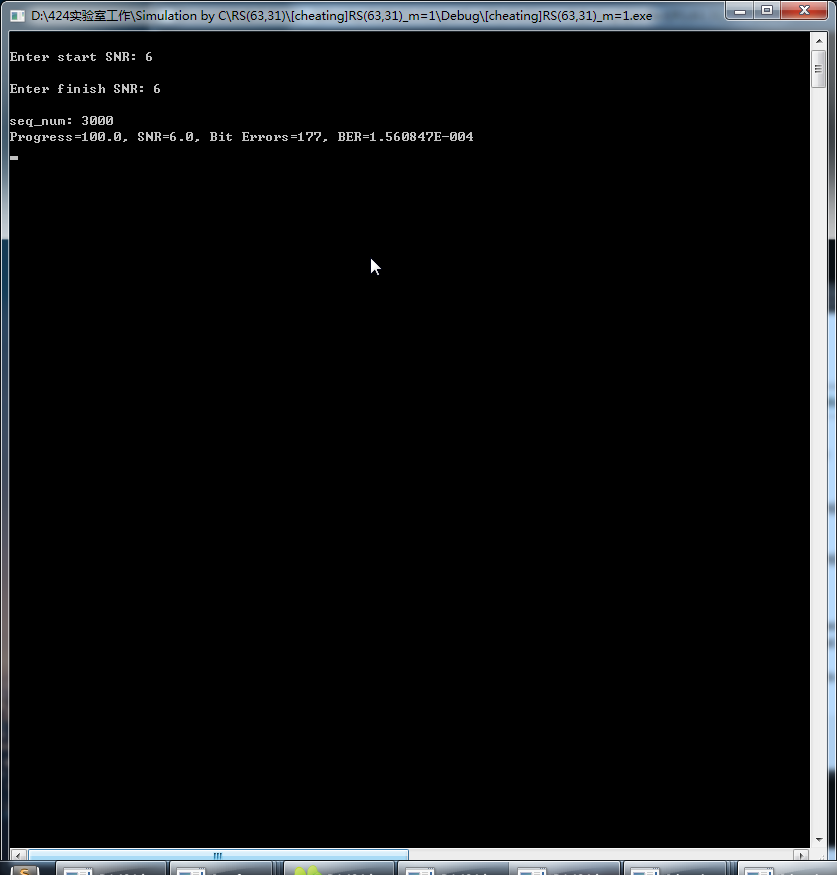 D:\424实验室工作\Simulation by C\RS(63,31)\[cheating]RS(63,31)_m=1\Debug\[cheating]RS(63,31)_m=1.exe
Enter start SNR: 6
Enter finish SNR: 6
seq_num: 3000
Progress=100.0, SNR=6.0, Bit Errors=177, BER=1.560847E-004